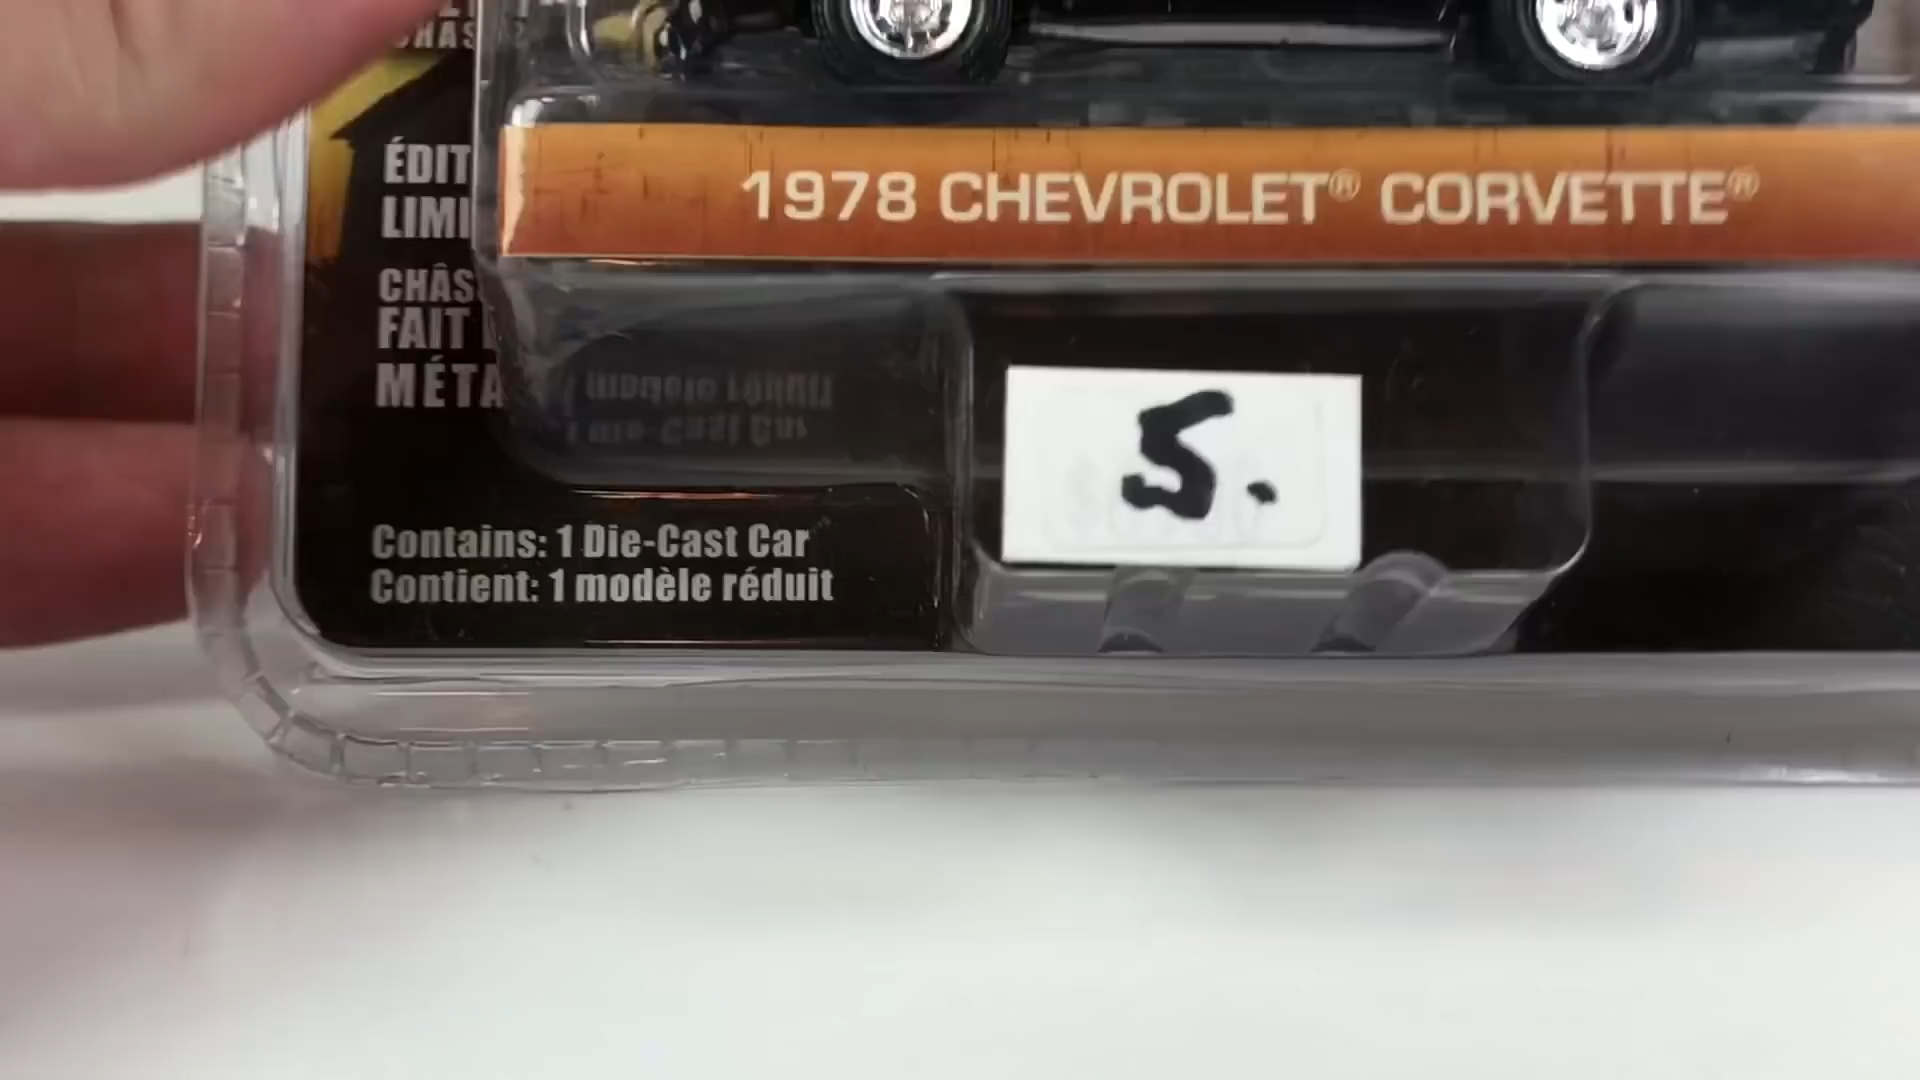 ÉDIT
LIMI
CHÂS
FAIT
MÉTA
1978 CHEVROLET® CORVETTE®
5.
Contains: 1 Die-Cast Car
Contient: 1 modèle réduit